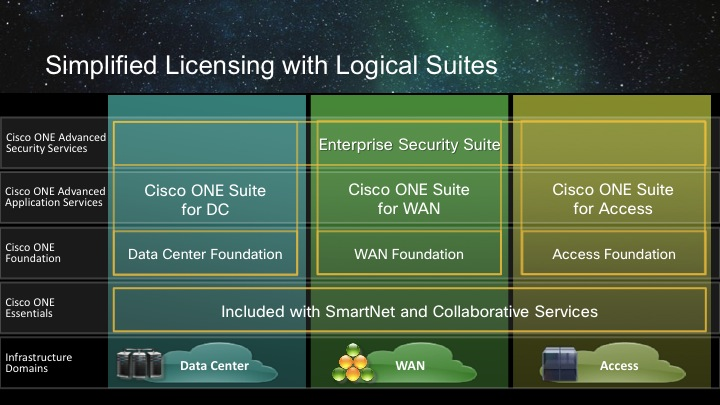 Simplified Licensing with Logical Suites
Cisco ONE Advanced
Security Services
Enterprise Security Suite
Cisco ONE Advanced
Application Services
Cisco ONE Suite
for DC
Cisco ONE Suite
for WAN
Cisco ONE Suite
for Access
Cisco ONE
Foundation
Data Center Foundation
WAN Foundation
Access Foundation
Cisco ONE
Essentials
Included with SmartNet and Collaborative Services
Infrastructure
Domains
Data Center
WAN
Access